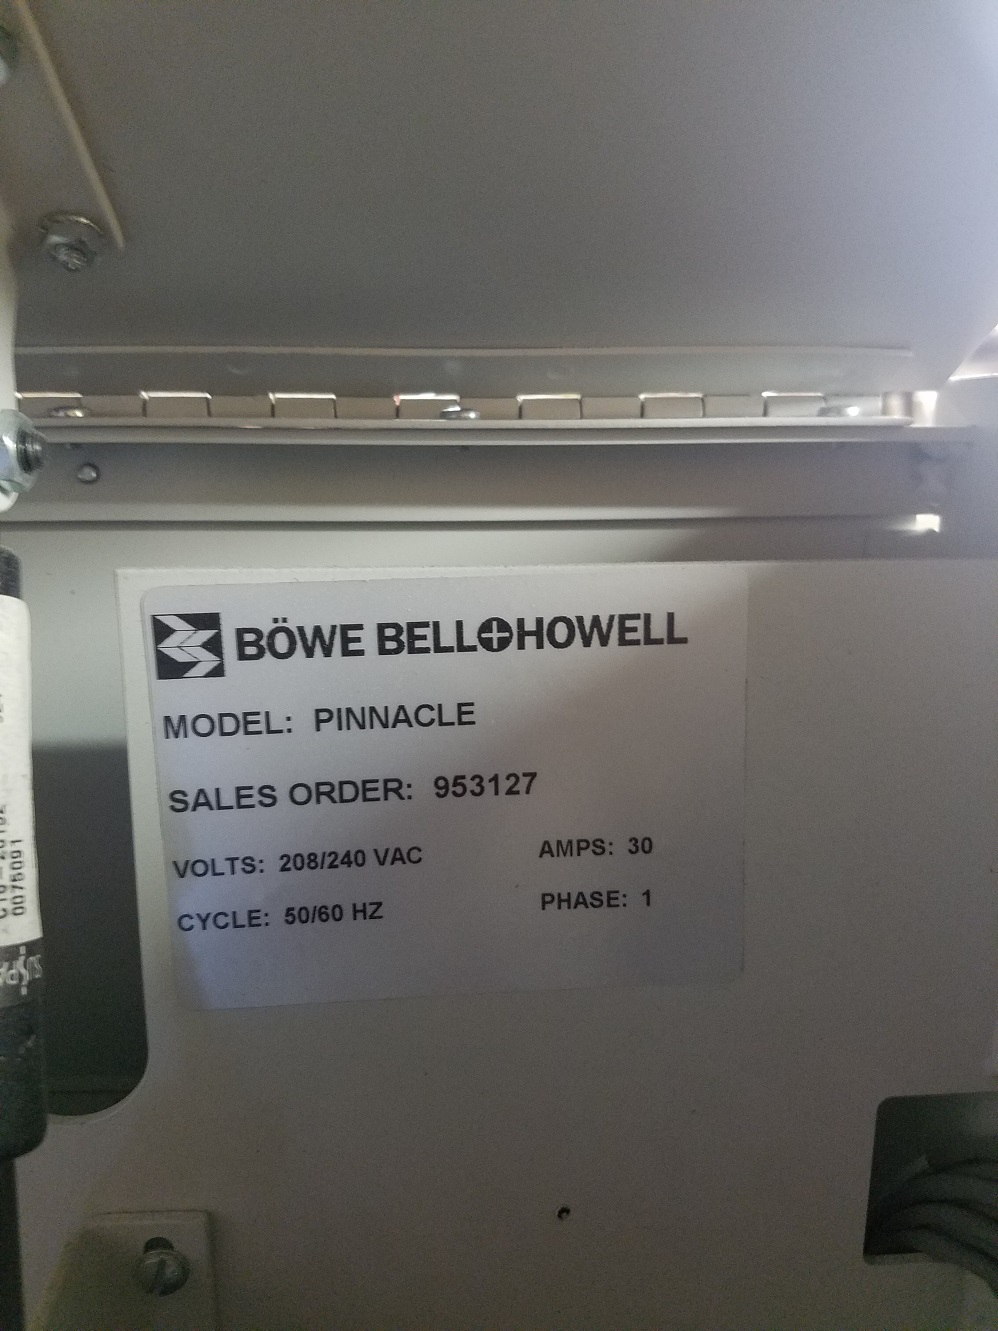 BÖWE BELL+HOWELL
MODEL: PINNACLE
SALES ORDER: 953127
VOLTS: 208/240 VAC AMPS: 30
CYCLE: 50/60 HZ PHASE: 1
0076091